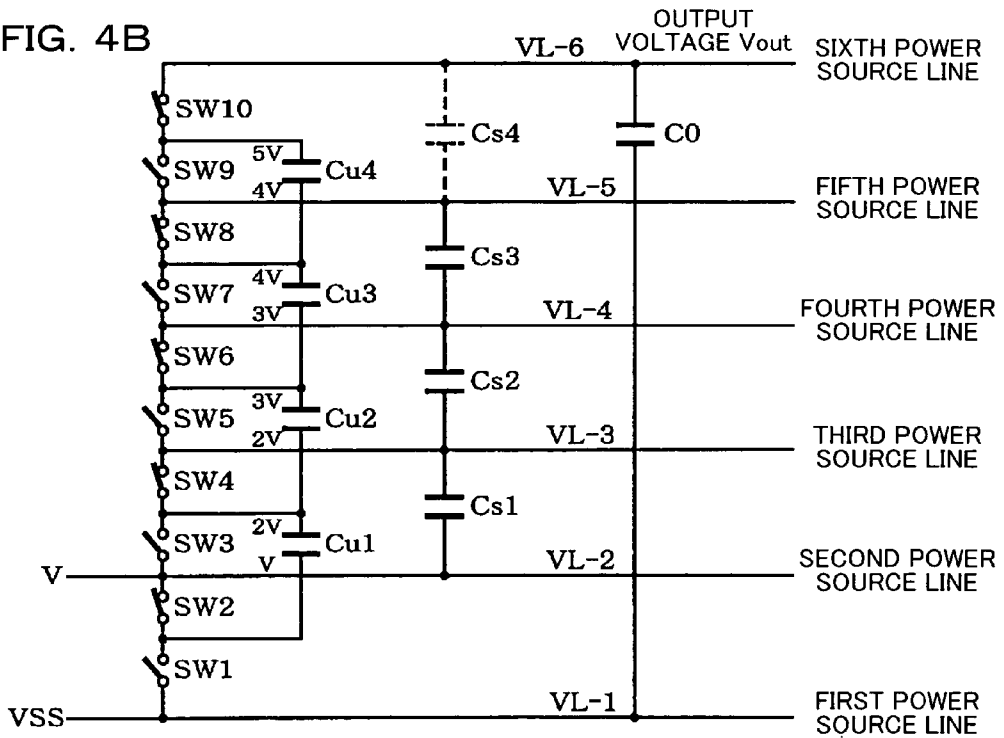 FIG. 4B
OUTPUT
VOLTAGE Vout
VL-6
SIXTH POWER
SOURCE LINE
SW10
Cs4
C0
5V
SW9
Cu4
4V
VL-5
FIFTH POWER
SOURCE LINE
SW8
Cs3
4V
SW7
Cu3
3V
VL-4
FOURTH POWER
SOURCE LINE
SW6
Cs2
3V
SW5
Cu2
2V
VL-3
THIRD POWER
SOURCE LINE
SW4
Cs1
2V
SW3
Cu1
V
V
VL-2
SECOND POWER
SOURCE LINE
SW2
SW1
VSS
VL-1
FIRST POWER
SOURCE LINE